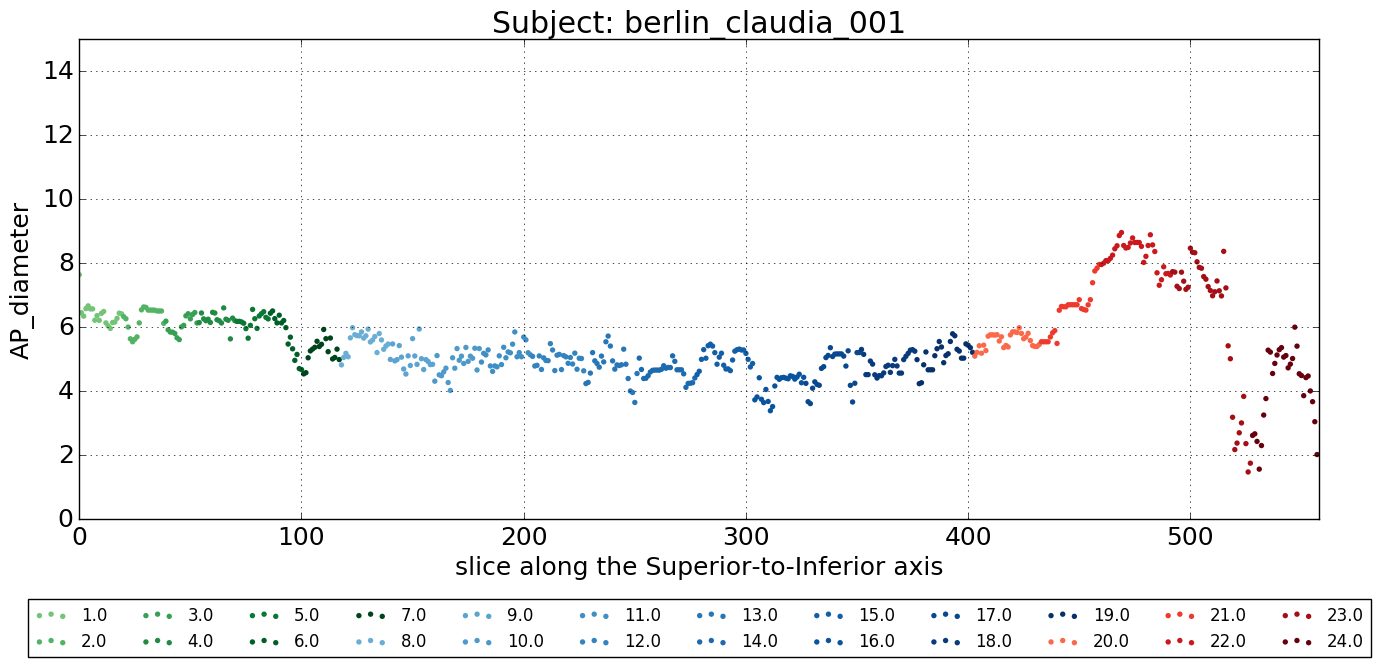 Subject: berlin_claudia_001
AP_diameter
14
12
10
8
6
4
2
0
0 100 200 300 400 500
slice along the Superior-to-Inferior axis
1.0 3.0 5.0 7.0 9.0 11.0 13.0 15.0 17.0 19.0 21.0 23.0
2.0 4.0 6.0 8.0 10.0 12.0 14.0 16.0 18.0 20.0 22.0 24.0